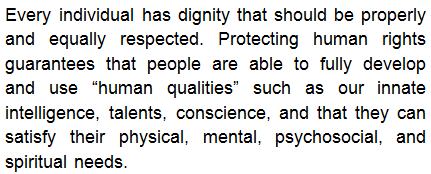 Every individual has dignity that should be properly
and equally respected. Protecting human rights
guarantees that people are able to fully develop
and use “human qualities” such as our innate
intelligence, talents, conscience, and that they can
satisfy their physical, mental, psychosocial, and
spiritual needs.